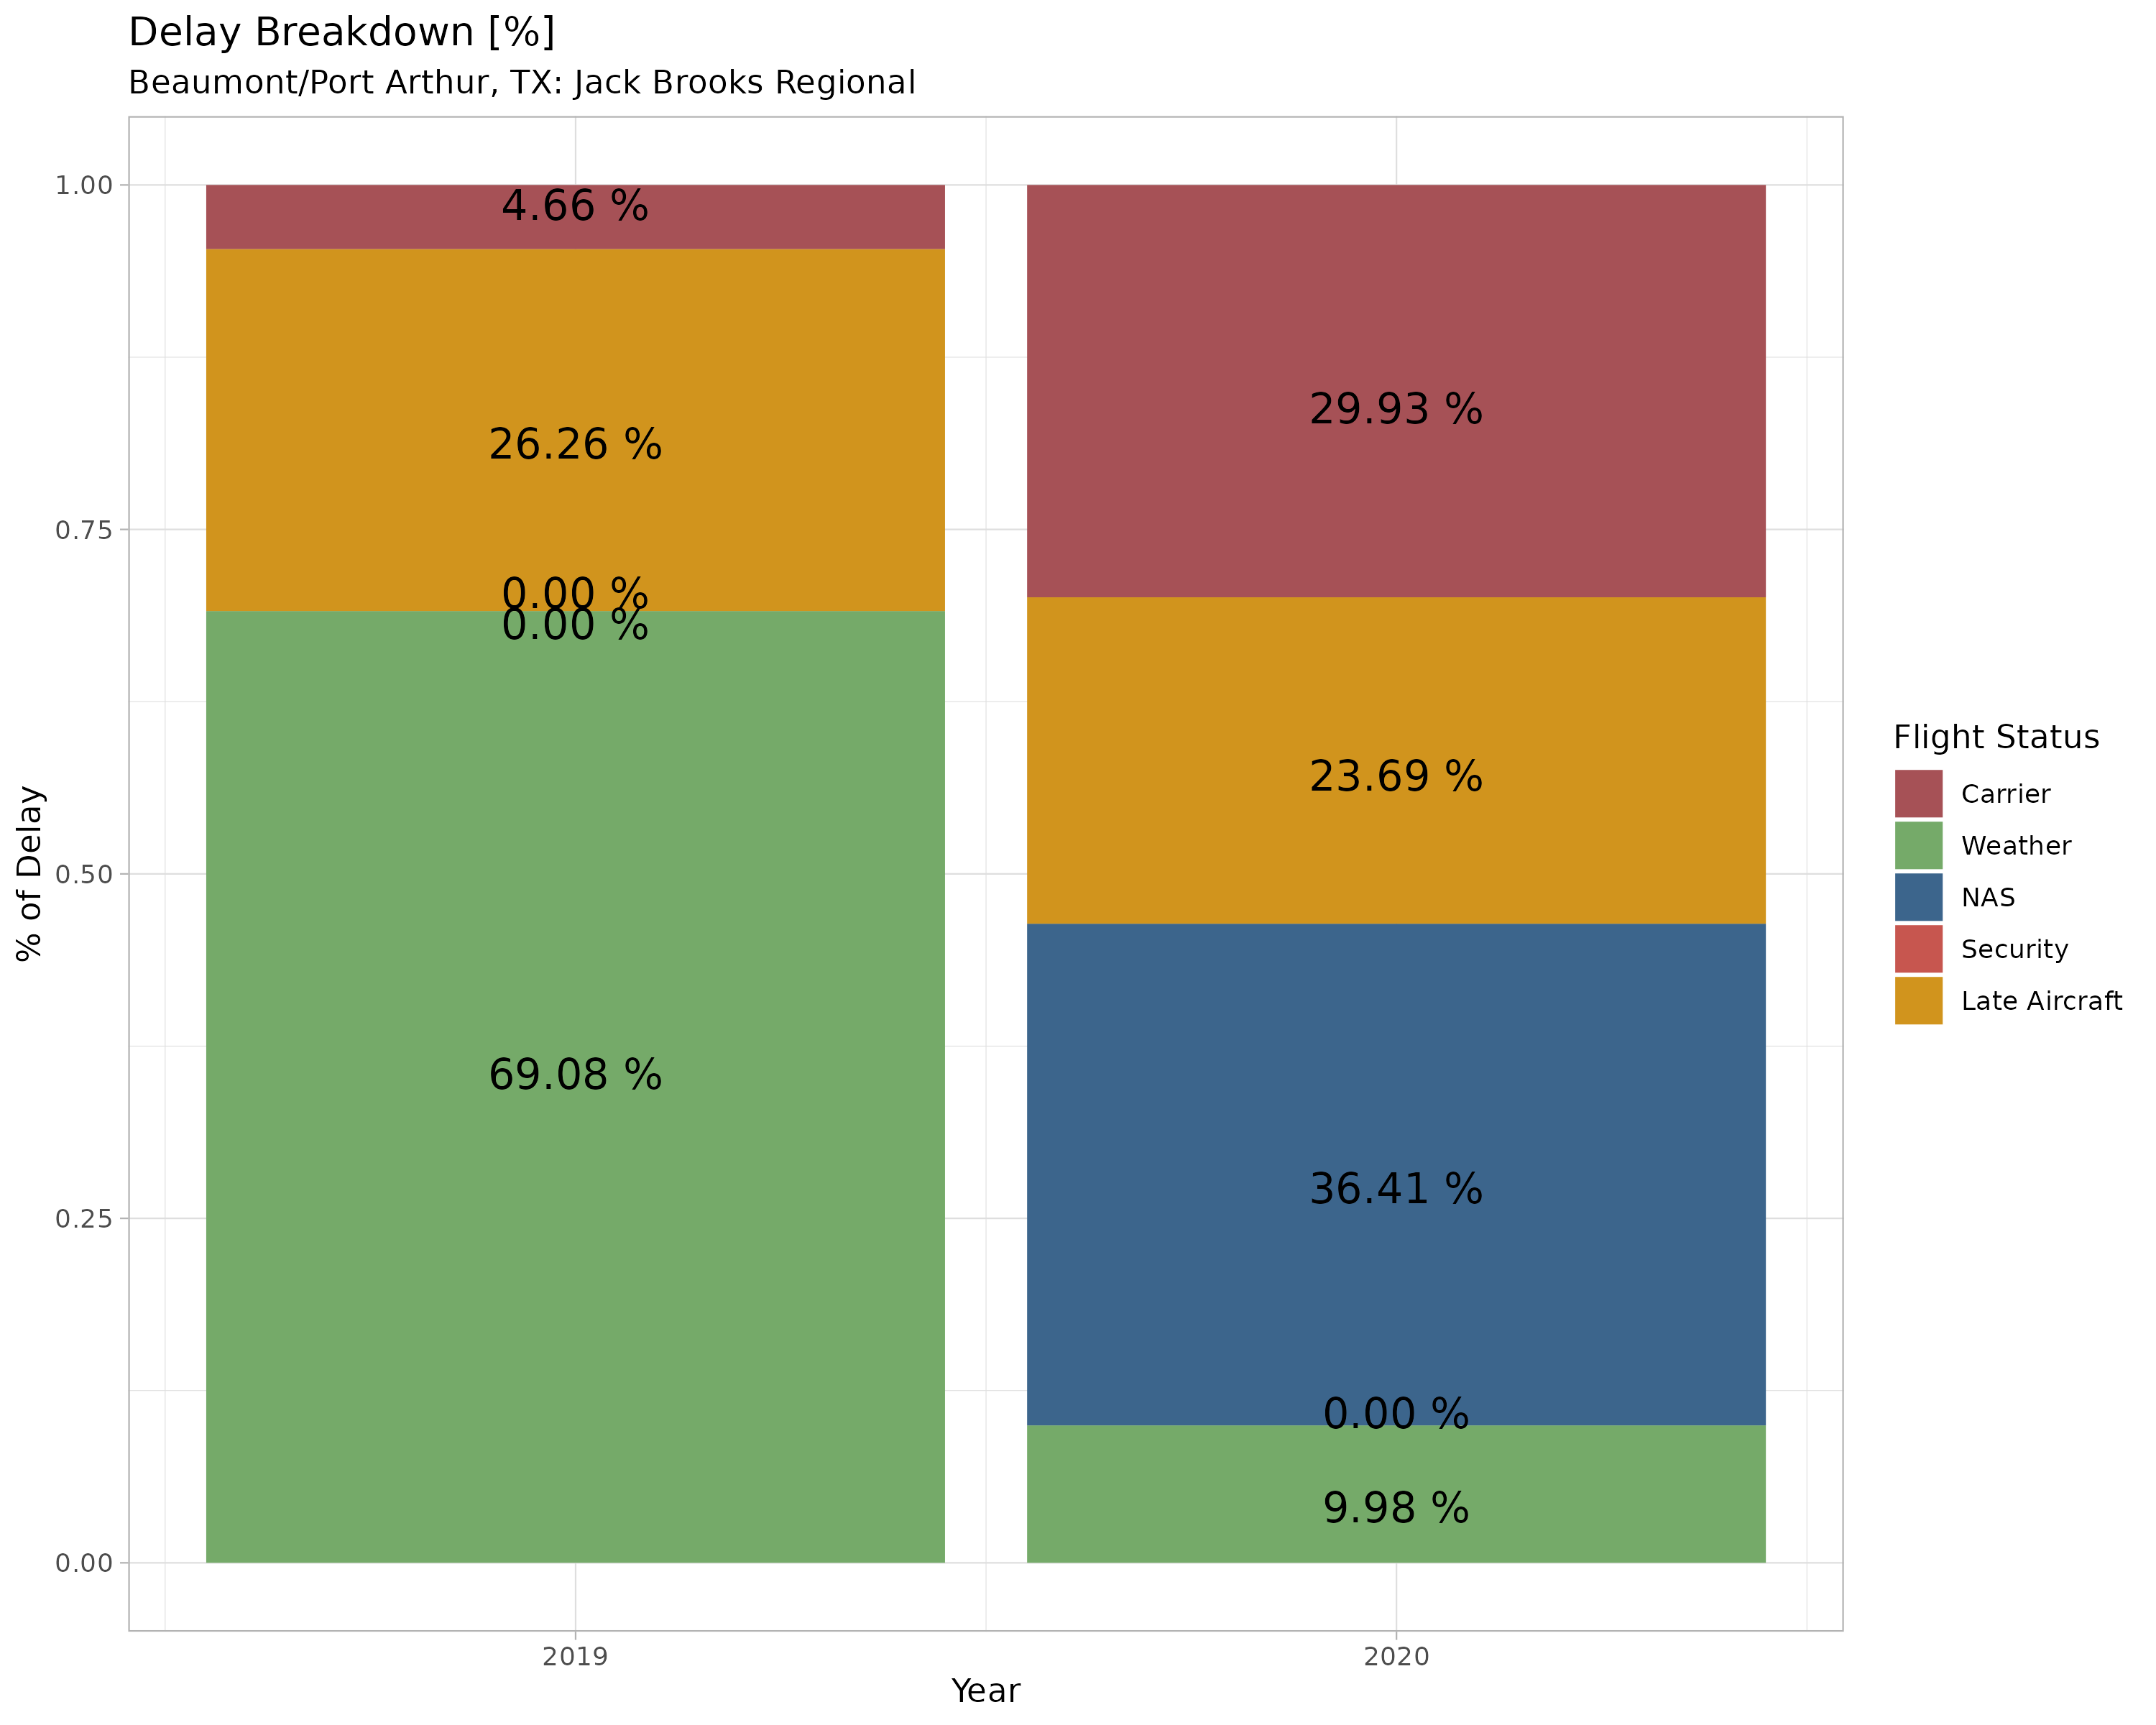 Delay Breakdown [%]
Beaumont/Port Arthur, TX: Jack Brooks Regional
% of Delay
1.00
0.75
0.50
0.25
0.00
4.66 %
26.26 %
0.00 %
0.00 %
69.08 %
29.93 %
23.69 %
36.41 %
0.00 %
9.98 %
2019
2020
Year
Flight Status
Carrier
Weather
NAS
Security
Late Aircraft